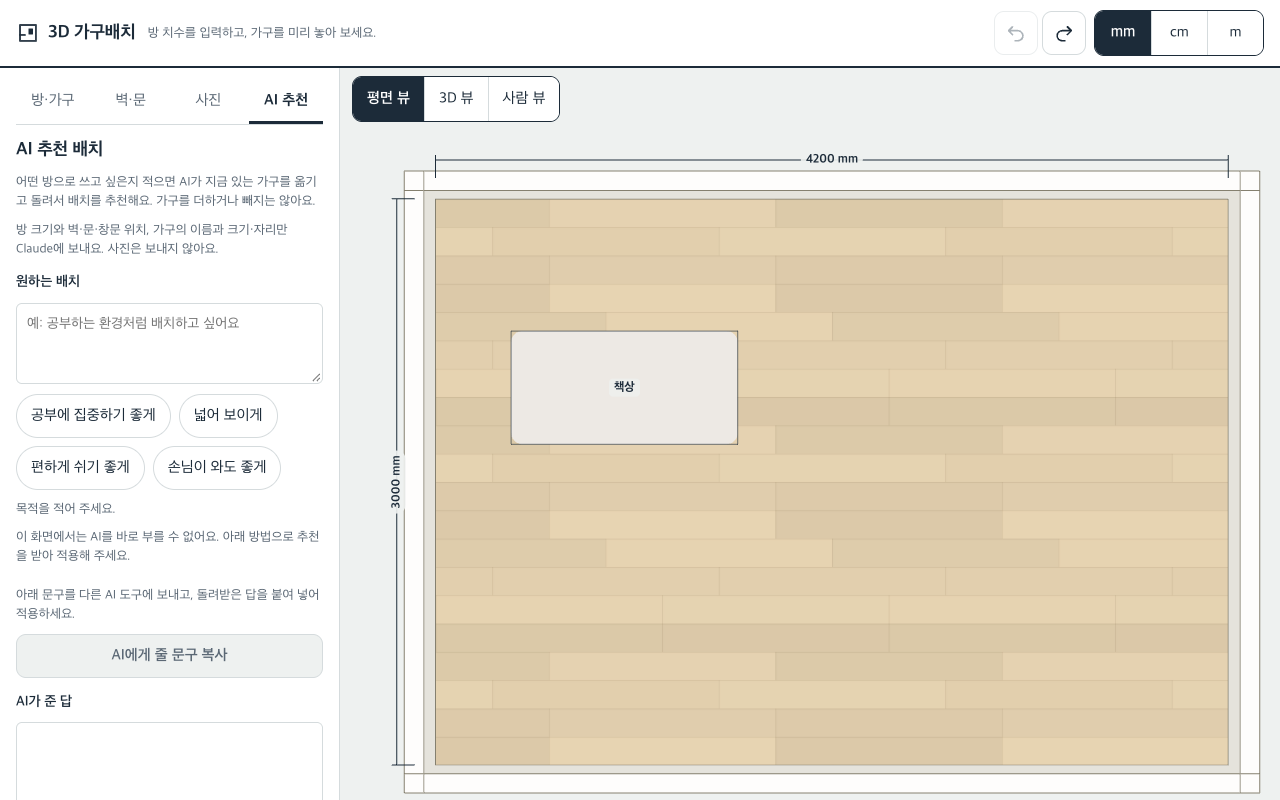 3D 가구배치
방 치수를 입력하고, 가구를 미리 놓아 보세요.
mm
cm
m
방·가구
벽·문
사진
AI 추천
평면 뷰
3D 뷰
사람 뷰
AI 추천 배치
어떤 방으로 쓰고 싶은지 적으면 AI가 지금 있는 가구를 옮기
고 돌려서 배치를 추천해요. 가구를 더하거나 빼지는 않아요.
방 크기와 벽·문·창문 위치, 가구의 이름과 크기·자리만
Claude에 보내요. 사진은 보내지 않아요.
원하는 배치
예: 공부하는 환경처럼 배치하고 싶어요
공부에 집중하기 좋게
넓어 보이게
편하게 쉬기 좋게
손님이 와도 좋게
목적을 적어 주세요.
이 화면에서는 AI를 바로 부를 수 없어요. 아래 방법으로 추천
을 받아 적용해 주세요.
아래 문구를 다른 AI 도구에 보내고, 돌려받은 답을 붙여 넣어
적용하세요.
AI에게 줄 문구 복사
AI가 준 답
4200 mm
3000 mm
책상